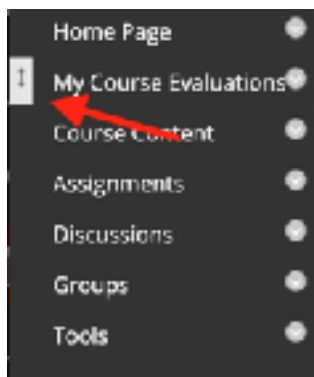 Home Page
My Course Evaluations
Course Content
Assignments
Discussions
Groups
Tools